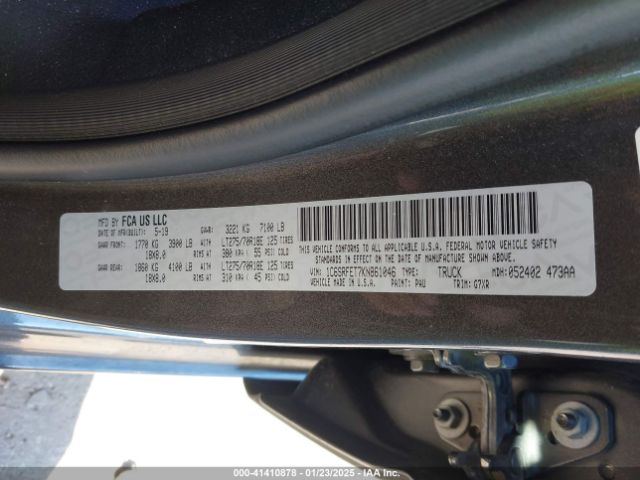 MFD BY FCA US LLC
DATE OF MFR(BUILT): 5-19 GVWR: 3221 KG 7100 LB
GAWR FRONT: 1770 KG 3900 LB WITH LT275/70R18E 125 TIRES
18X8.0 RIMS AT 380 KPA ( 55 PSI COLD
GAWR REAR: 1860 KG 4100 LB WITH LT275/70R18E 125 TIRES
18X8.0 RIMS AT 310 KPA ( 45 PSI COLD
THIS VEHICLE CONFORMS TO ALL APPLICABLE U.S.A. FEDERAL MOTOR VEHICLE SAFETY
STANDARDS IN EFFECT ON THE DATE OF MANUFACTURE SHOWN ABOVE.
VIN: 1C6SRFET7KN861046 TYPE: TRUCK MDH: 052402 473AA
VEHICLE MADE IN U.S.A. PAINT: PAU TRIM: G7XR
000-41410878 - 01/23/2025 - IAA Inc.